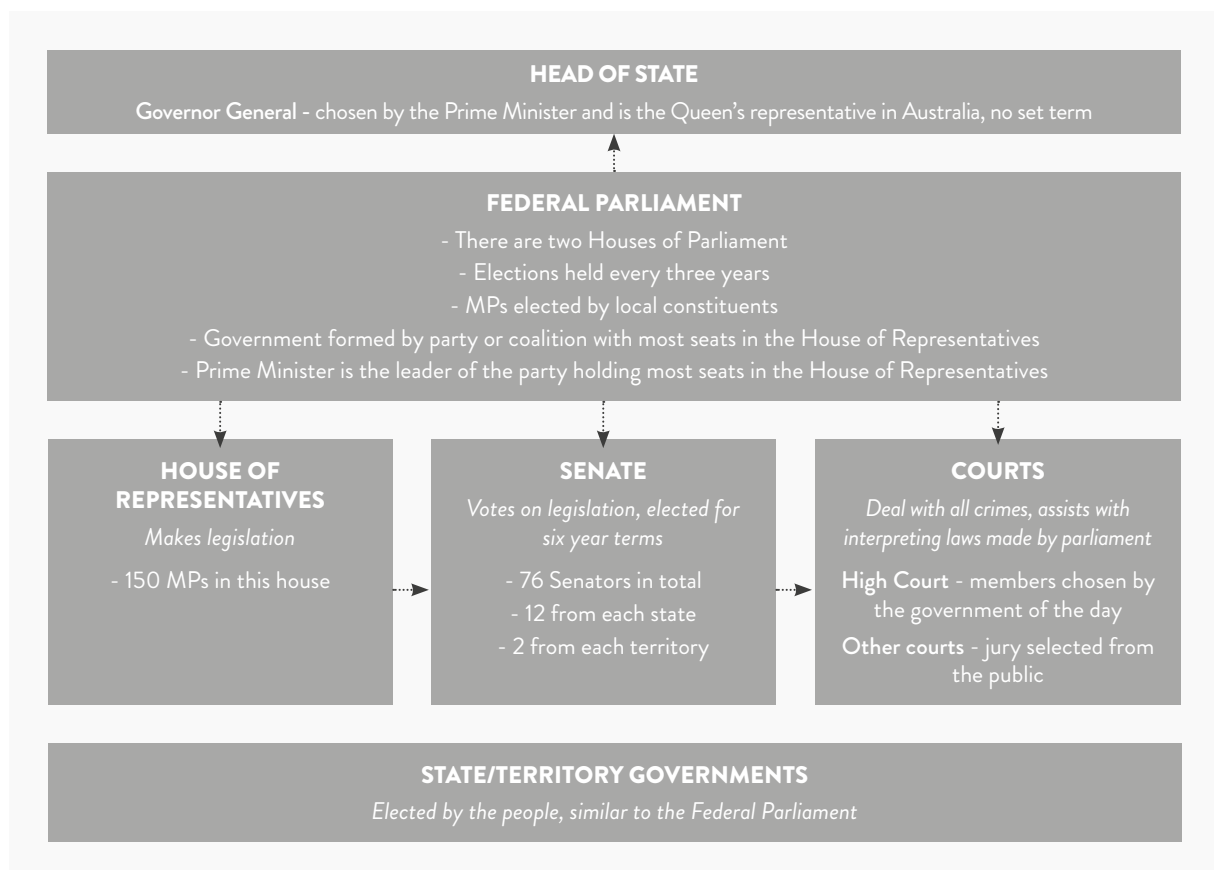 HEAD OF STATE
Governor General - chosen by the Prime Minister and is the Queen’s representative in Australia, no set term
FEDERAL PARLIAMENT
- There are two Houses of Parliament
- Elections held every three years
- MPs elected by local constituents
- Government formed by party or coalition with most seats in the House of Representatives
- Prime Minister is the leader of the party holding most seats in the House of Representatives
HOUSE OF
REPRESENTATIVES
Makes legislation
- 150 MPs in this house
SENATE
Votes on legislation, elected for
six year terms
- 76 Senators in total
- 12 from each state
- 2 from each territory
COURTS
Deal with all crimes, assists with
interpreting laws made by parliament
High Court - members chosen by
the government of the day
Other courts - jury selected from
the public
STATE/TERRITORY GOVERNMENTS
Elected by the people, similar to the Federal Parliament